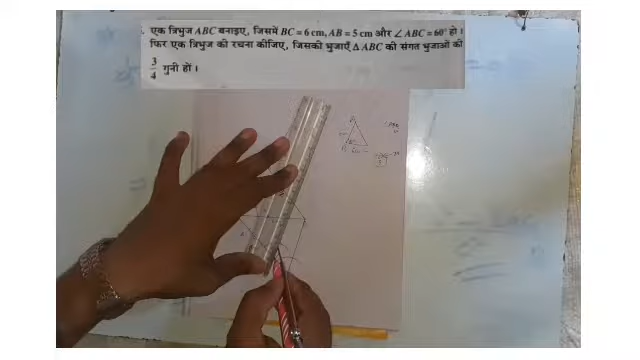 एक त्रिभुज ABC बनाइए, जिसमें BC = 6 cm, AB = 5 cm और ∠ ABC = 60° हो।
फिर एक त्रिभुज की रचना कीजिए, जिसकी भुजाएँ Δ ABC की संगत भुजाओं की
3/4 गुनी हों।